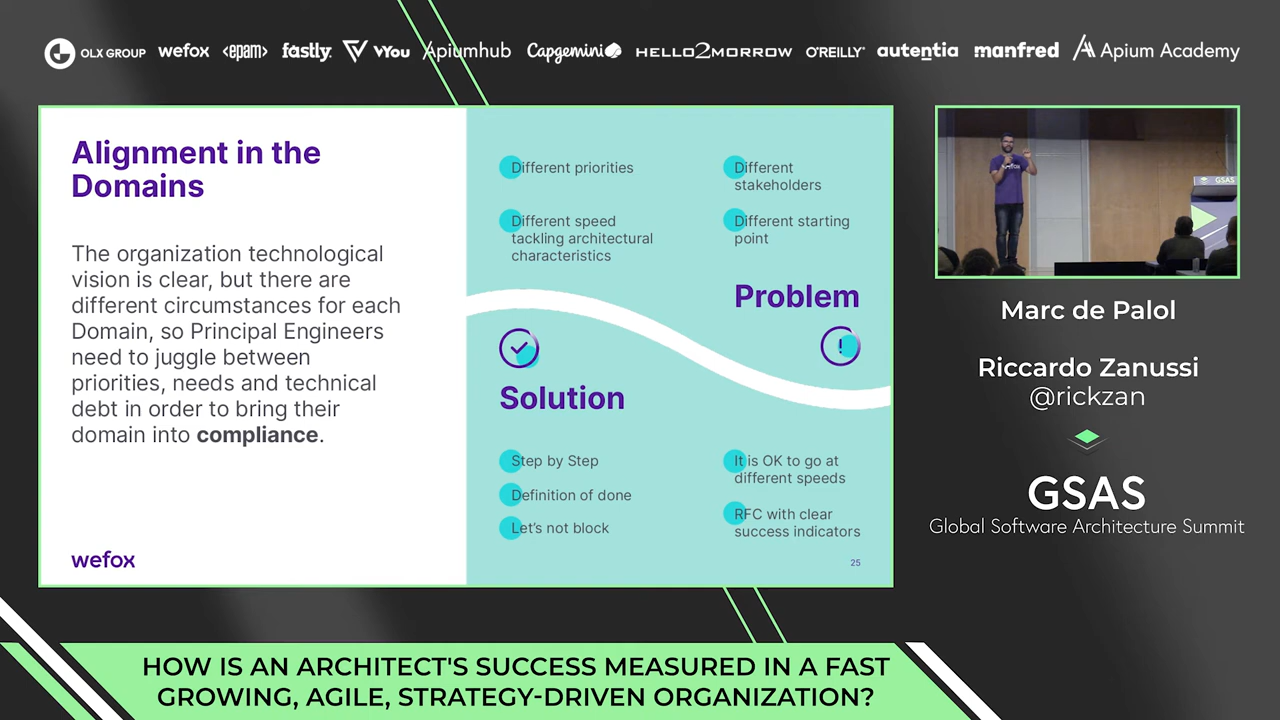 OLX GROUP wefox <epam> fastly. VYou Apiumhub Capgemini HELLO2MORROW O'REILLY® autentia manfred Apium Academy
Alignment in the
Domains
The organization technological
vision is clear, but there are
different circumstances for each
Domain, so Principal Engineers
need to juggle between
priorities, needs and technical
debt in order to bring their
domain into compliance.
wefox
Different priorities
Different speed
tackling architectural
characteristics
Different
stakeholders
Different starting
point
Problem
!
Solution
Step by Step
Definition of done
Let's not block
It is OK to go at
different speeds
RFC with clear
success indicators
25
GSAS
Marc de Palol
Riccardo Zanussi
@rickzan
GSAS
Global Software Architecture Summit
HOW IS AN ARCHITECT'S SUCCESS MEASURED IN A FAST
GROWING, AGILE, STRATEGY-DRIVEN ORGANIZATION?